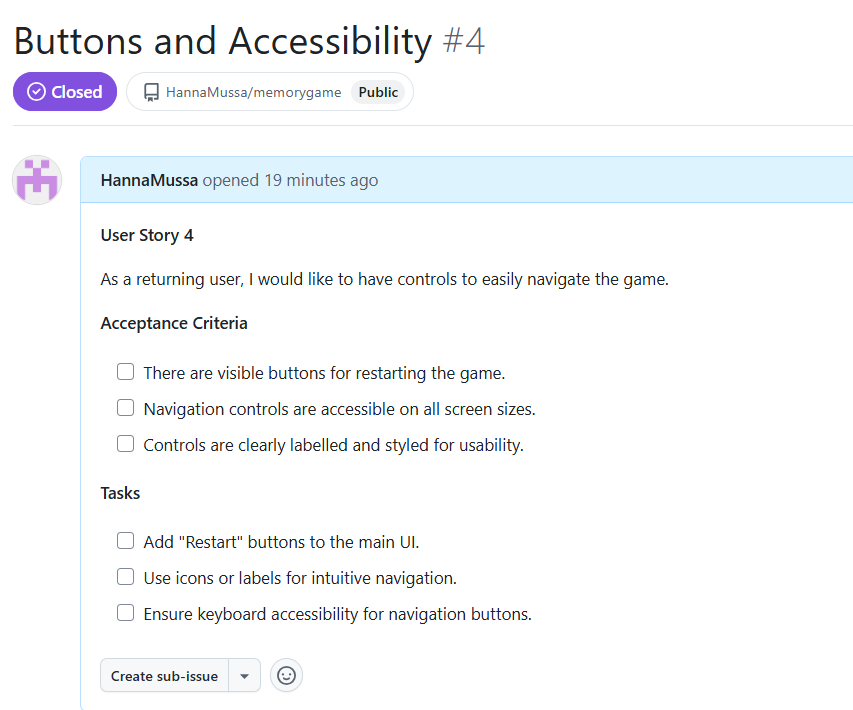 Buttons and Accessibility #4
Closed HannaMussa/memorygame Public
HannaMussa opened 19 minutes ago
User Story 4
As a returning user, I would like to have controls to easily navigate the game.
Acceptance Criteria
There are visible buttons for restarting the game.
Navigation controls are accessible on all screen sizes.
Controls are clearly labelled and styled for usability.
Tasks
Add "Restart" buttons to the main UI.
Use icons or labels for intuitive navigation.
Ensure keyboard accessibility for navigation buttons.
Create sub-issue